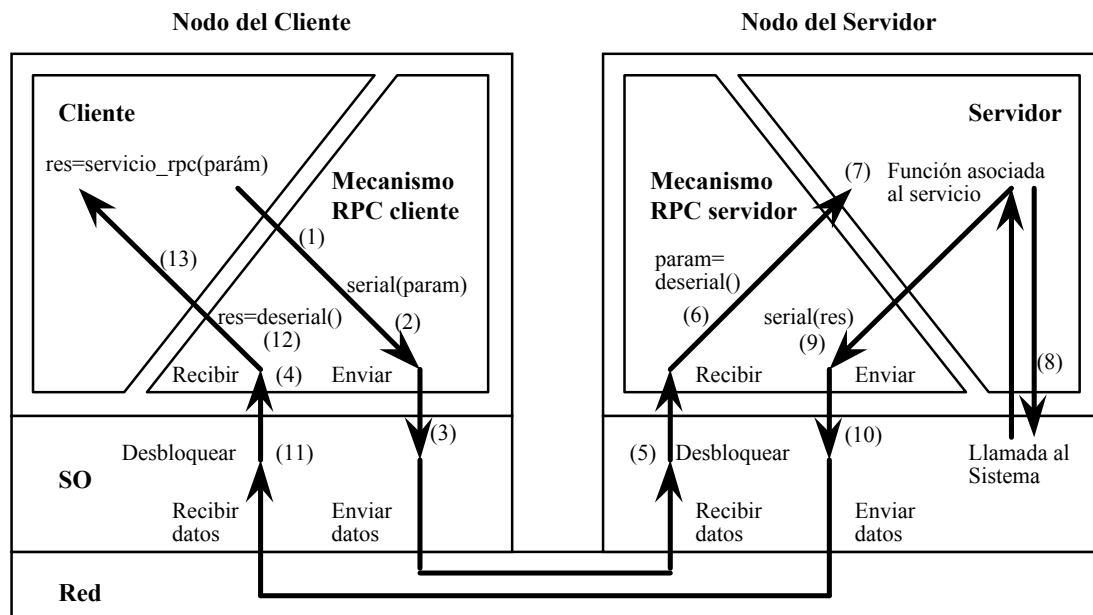 Nodo del Cliente
Nodo del Servidor
Cliente
res=servicio_rpc(parám)
Mecanismo
RPC cliente
(1)
(13)
serial(param)
(2)
res=deserial()
(12)
Recibir
(4)
Enviar
(3)
Desbloquear
(11)
SO
Recibir
datos
Enviar
datos
Servidor
Mecanismo
RPC servidor
(7)
Función asociada
al servicio
param=
deserial()
(6)
serial(res)
(9)
Recibir
Enviar
(8)
(5)
Desbloquear
(10)
Llamada al
Sistema
Recibir
datos
Enviar
datos
Red